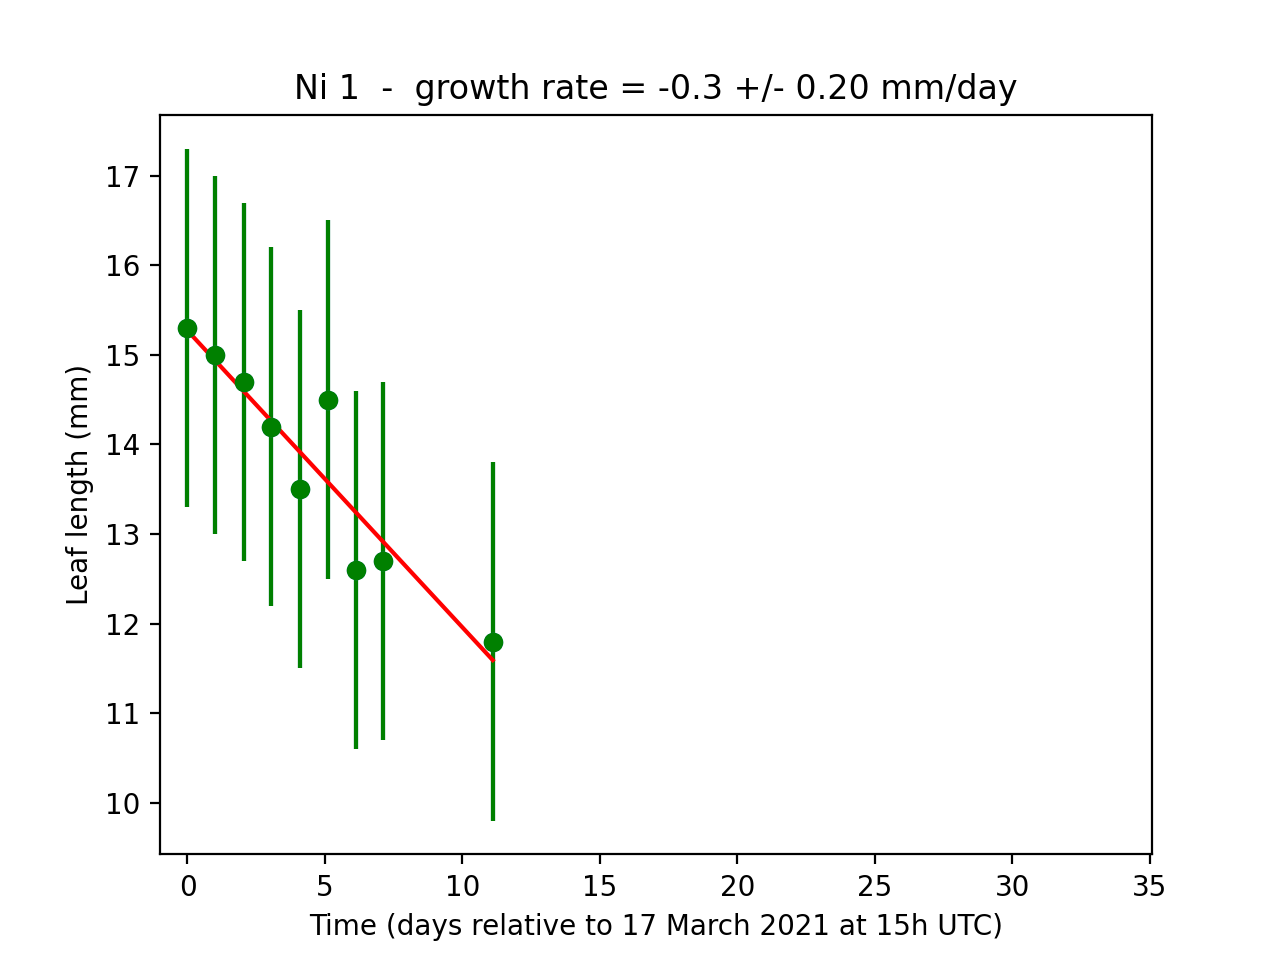 Ni 1 - growth rate = -0.3 +/- 0.20 mm/day
Leaf length (mm)
17
16
15
14
13
12
11
10
0 5 10 15 20 25 30 35
Time (days relative to 17 March 2021 at 15h UTC)